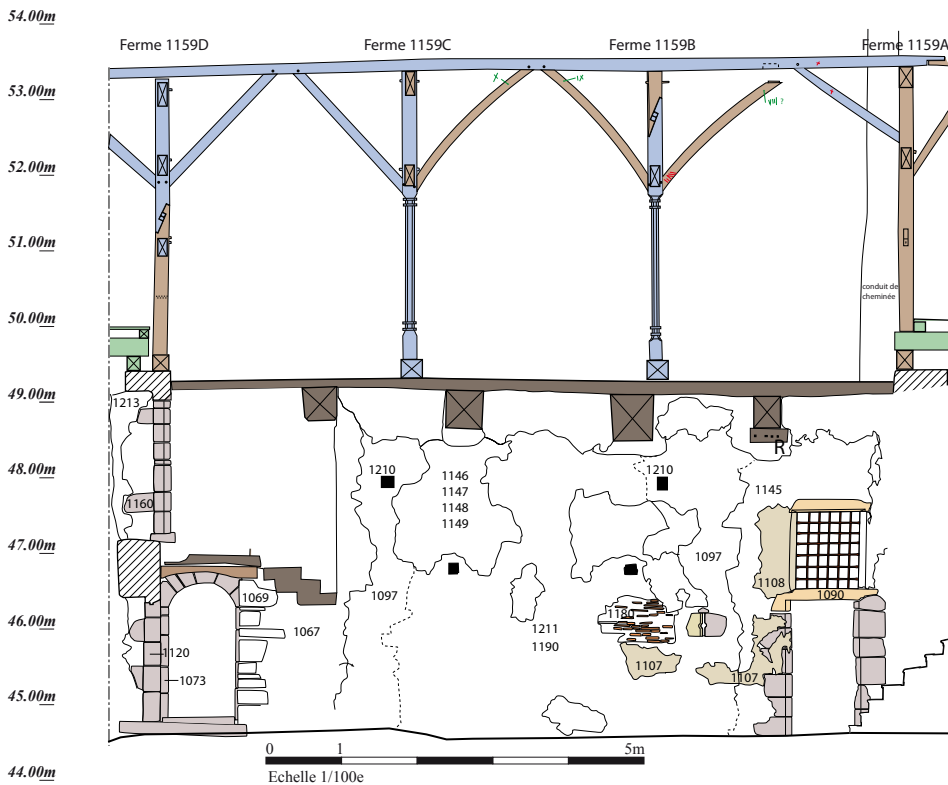 54.00m
Ferme 1159D
Ferme 1159C
Ferme 1159B
Ferme 1159A
53.00m
52.00m
51.00m
conduit de
cheminée
50.00m
49.00m
1213
R
48.00m
1210
1146
1147
1148
1149
1210
1145
1160
47.00m
1097
1108
1069
1097
1090
46.00m
1180
1067
1211
1190
1120
1107
1107
1073
45.00m
0 1 5m
Echelle 1/100e
44.00m